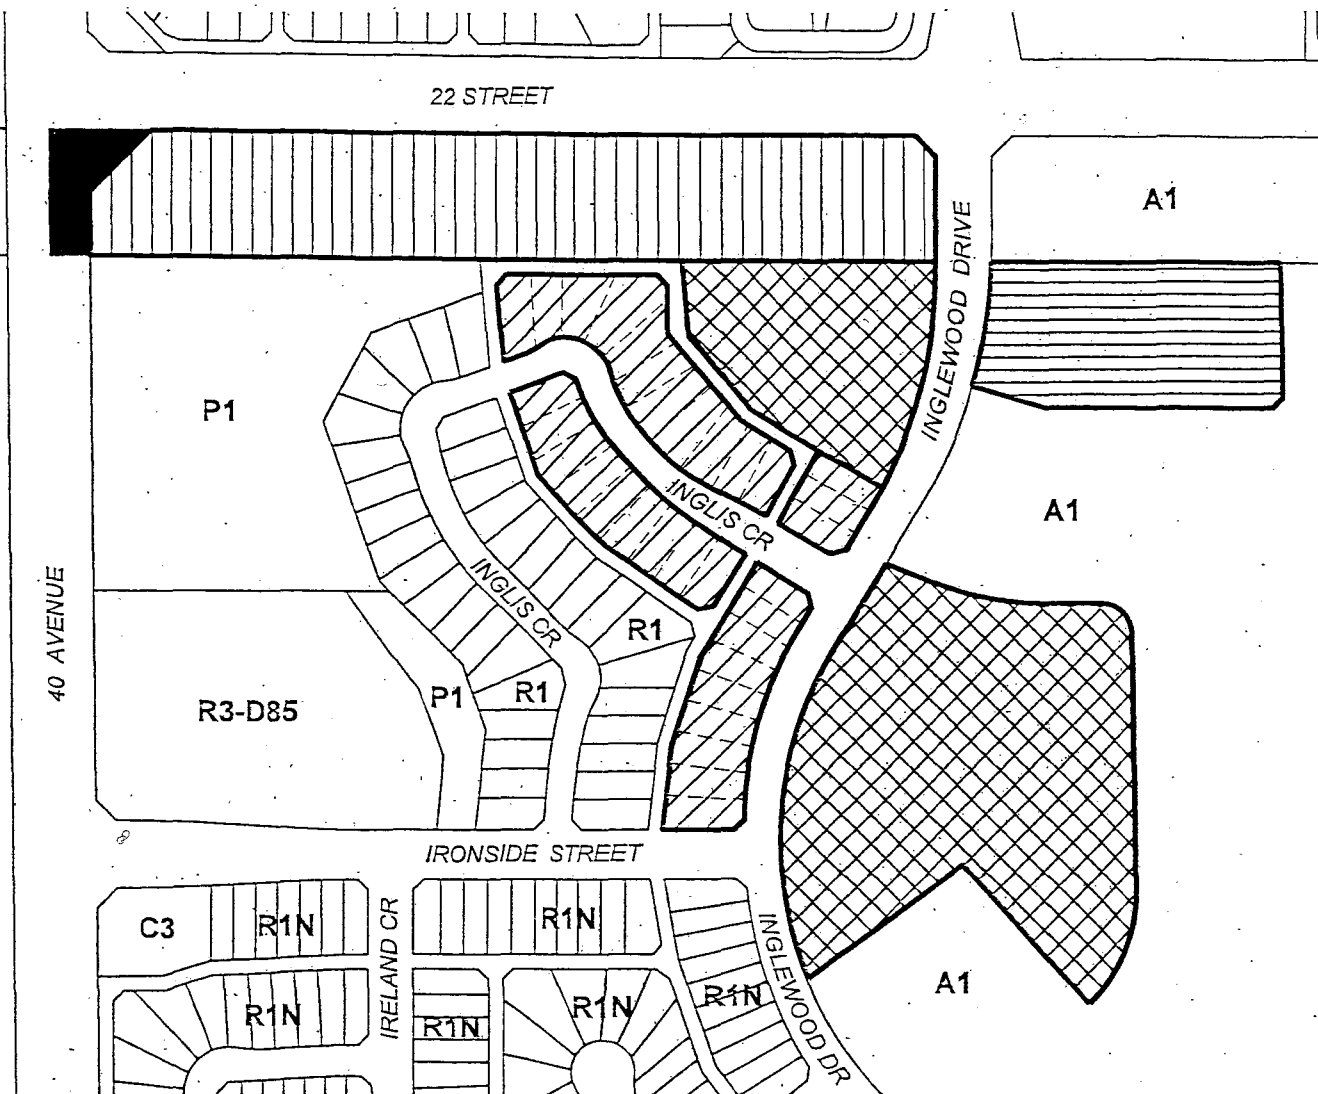 22 STREET
A1
INGLEWOOD DRIVE
P1
A1
INGLIS CR
INGLIS CR
40 AVENUE
R1
P1
R1
R3-D85
IRONSIDE STREET
C3
R1N
IRELAND CR
R1N
INGLEWOOD DR
R1N
R1N
R1N
R1N
A1